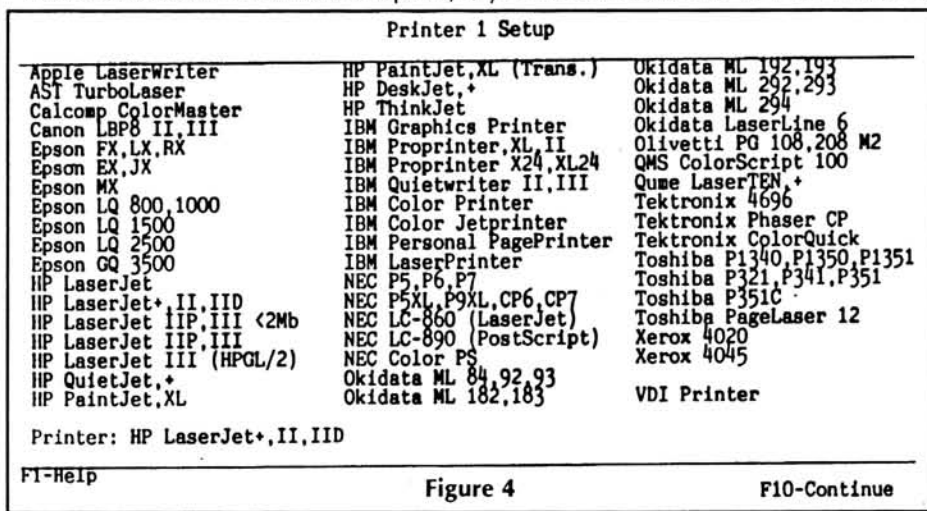 Printer 1 Setup
Apple LaserWriter
AST TurboLaser
Calcomp ColorMaster
Canon LBP8 II,III
Epson FX,LX,RX
Epson EX,JX
Epson MX
Epson LQ 800,1000
Epson LQ 1500
Epson LQ 2500
Epson GQ 3500
HP LaserJet
HP LaserJet+,II,IID
HP LaserJet IIP,III <2Mb
HP LaserJet IIP,III
HP LaserJet III (HPGL/2)
HP QuietJet,+
HP PaintJet,XL
HP PaintJet,XL (Trans.)
HP DeskJet,+
HP ThinkJet
IBM Graphics Printer
IBM Proprinter,XL,II
IBM Proprinter X24,XL24
IBM Quietwriter II,III
IBM Color Printer
IBM Color Jetprinter
IBM Personal PagePrinter
IBM LaserPrinter
NEC P5,P6,P7
NEC P5XL,P9XL,CP6,CP7
NEC LC-860 (LaserJet)
NEC LC-890 (PostScript)
NEC Color PS
Okidata ML 84,92,93
Okidata ML 182,183
Okidata ML 192,193
Okidata ML 292,293
Okidata ML 294
Okidata LaserLine 6
Olivetti PG 108,208 M2
QMS ColorScript 100
Qume LaserTEN,+
Tektronix 4696
Tektronix Phaser CP
Tektronix ColorQuick
Toshiba P1340,P1350,P1351
Toshiba P321,P341,P351
Toshiba P351C
Toshiba PageLaser 12
Xerox 4020
Xerox 4045
VDI Printer
Printer: HP LaserJet+,II,IID
F1-Help
Figure 4
F10-Continue